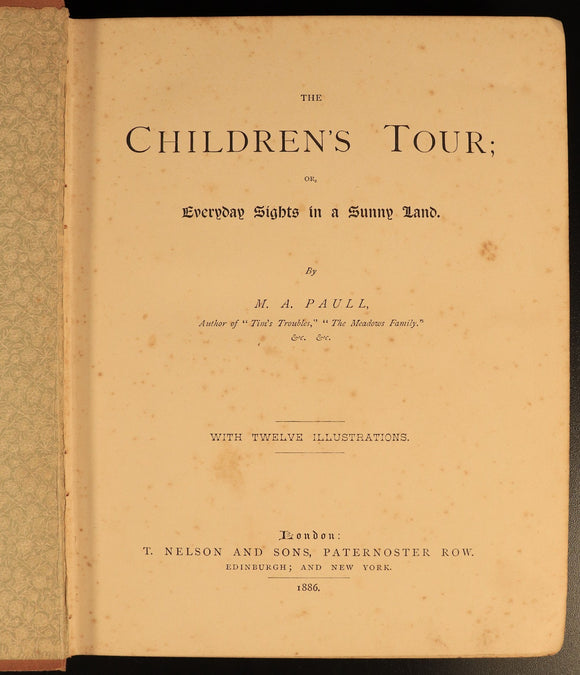 THE
CHILDREN'S TOUR;
OR,
Everyday Sights in a Sunny Land.
By
M. A. PAULL,
Author of "Tim's Troubles," "The Meadows Family."
&c. &c.
WITH TWELVE ILLUSTRATIONS.
London:
T. NELSON AND SONS, PATERNOSTER ROW.
EDINBURGH; AND NEW YORK.
1886.